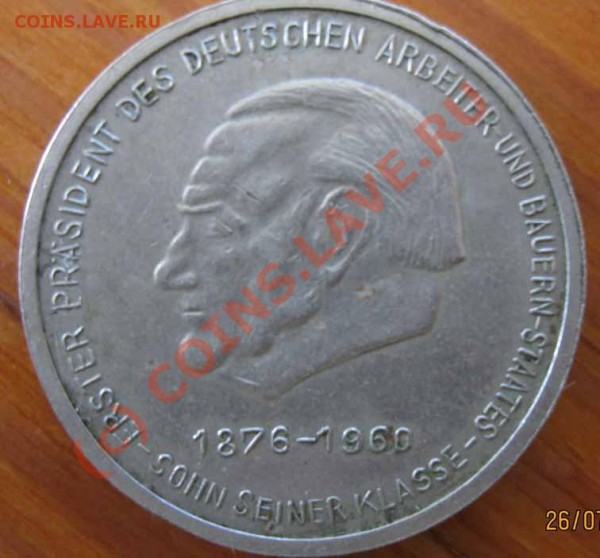 COINS.LAVE.RU
ERSTER PRÄSIDENT DES DEUTSCHEN ARBEITER-UND BAUERN-STAATES-
-SOHN SEINER KLASSE-
1876-1960
COINS.LAVE.RU
26/07